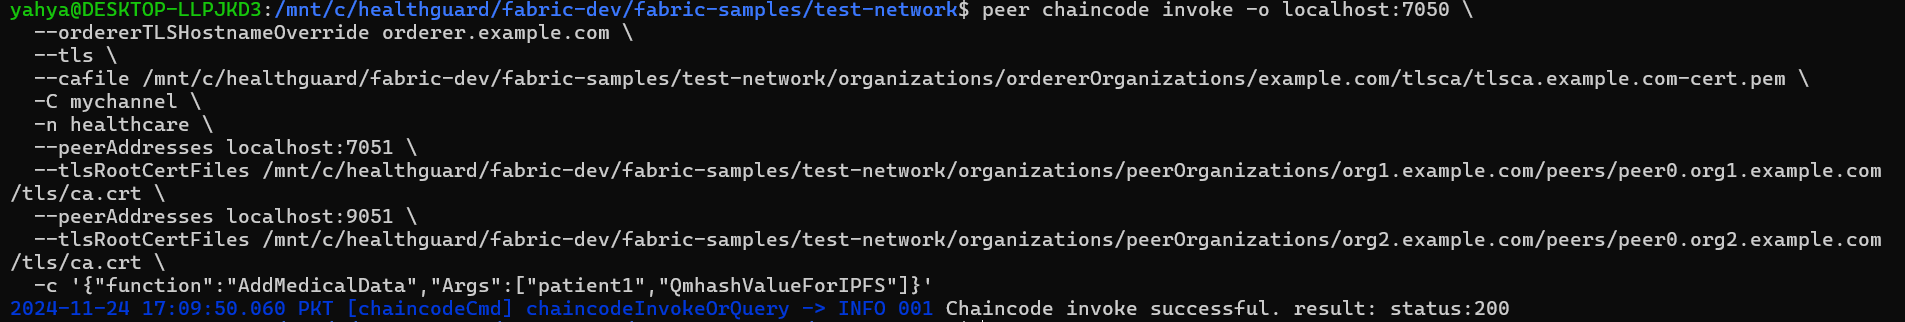 yahya@DESKTOP-LLPJKD3:/mnt/c/healthguard/fabric-dev/fabric-samples/test-network$ peer chaincode invoke -o localhost:7050 \
  --ordererTLSHostnameOverride orderer.example.com \
  --tls \
  --cafile /mnt/c/healthguard/fabric-dev/fabric-samples/test-network/organizations/ordererOrganizations/example.com/tlsca/tlsca.example.com-cert.pem \
  -C mychannel \
  -n healthcare \
  --peerAddresses localhost:7051 \
  --tlsRootCertFiles /mnt/c/healthguard/fabric-dev/fabric-samples/test-network/organizations/peerOrganizations/org1.example.com/peers/peer0.org1.example.com
/tls/ca.crt \
  --peerAddresses localhost:9051 \
  --tlsRootCertFiles /mnt/c/healthguard/fabric-dev/fabric-samples/test-network/organizations/peerOrganizations/org2.example.com/peers/peer0.org2.example.com
/tls/ca.crt \
  -c '{"function":"AddMedicalData","Args":["patient1","QmhashValueForIPFS"]}'
2024-11-24 17:09:50.060 PKT [chaincodeCmd] chaincodeInvokeOrQuery -> INFO 001 Chaincode invoke successful. result: status:200